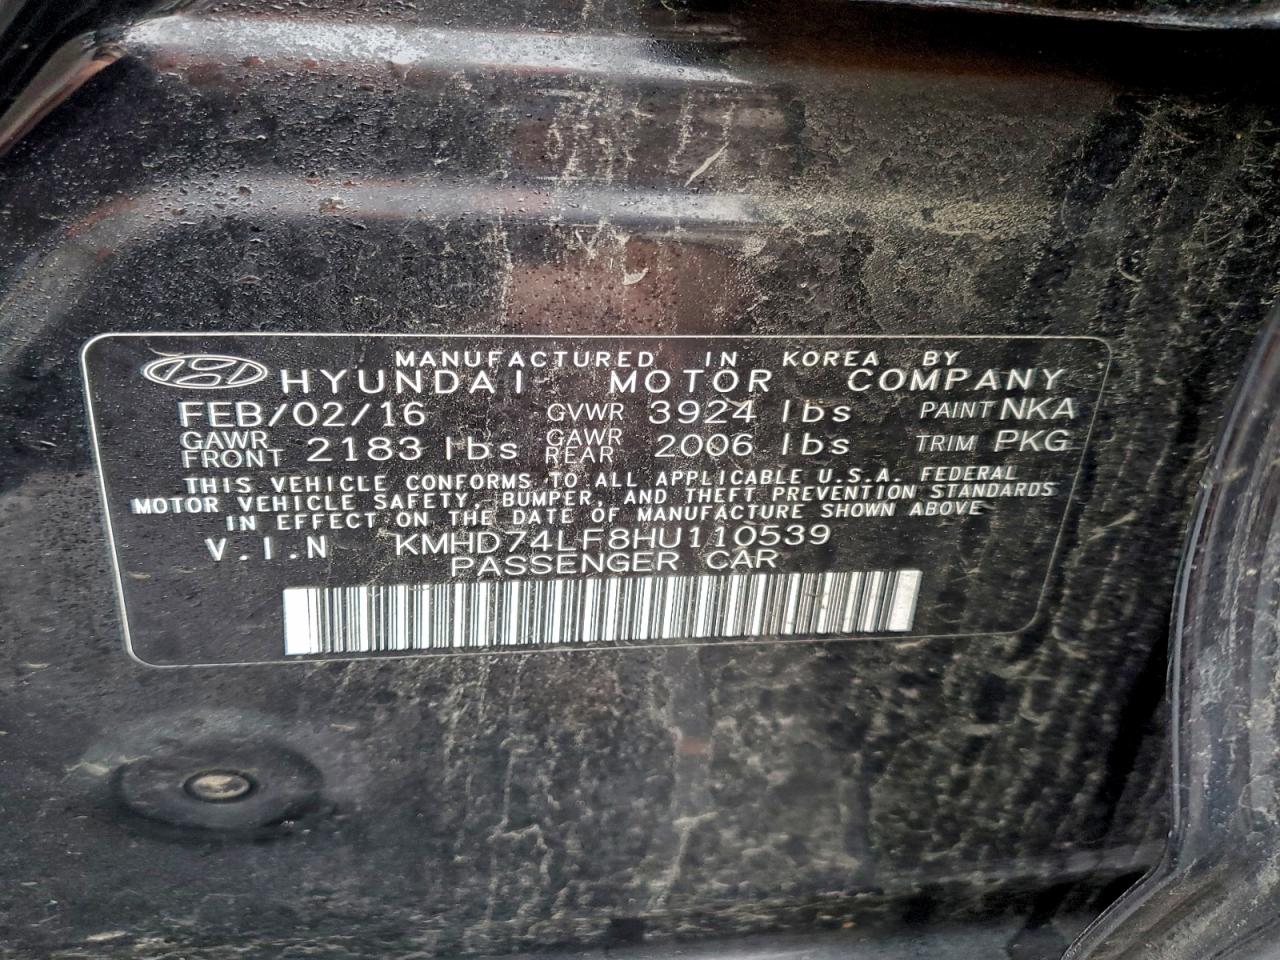 MANUFACTURED IN KOREA BY
HYUNDAI MOTOR COMPANY
FEB/02/16 GVWR 3924 lbs PAINT NKA
GAWR FRONT 2183 lbs GAWR REAR 2006 lbs TRIM PKG
THIS VEHICLE CONFORMS TO ALL APPLICABLE U.S.A. FEDERAL
MOTOR VEHICLE SAFETY, BUMPER, AND THEFT PREVENTION STANDARDS
IN EFFECT ON THE DATE OF MANUFACTURE SHOWN ABOVE
V.I.N KMHD74LF8HU110539
PASSENGER CAR